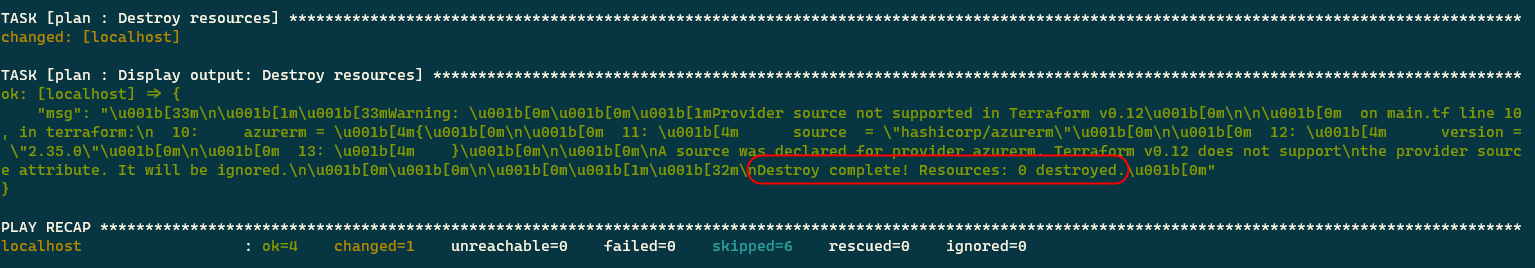 TASK [plan : Destroy resources] *****************************************************************************************************************************************
changed: [localhost]
TASK [plan : Display output: Destroy resources] *************************************************************************************************************************
ok: [localhost] => {
    "msg": "\u001b[33m\n\u001b[1m\u001b[33mWarning: \u001b[0m\u001b[0m\u001b[1mProvider source not supported in Terraform v0.12\u001b[0m\n\n\u001b[0m  on main.tf line 10
, in terraform:\n  10:     azurerm = \u001b[4m{\u001b[0m\n\u001b[0m  11: \u001b[4m      source  = \"hashicorp/azurerm\"\u001b[0m\n\u001b[0m  12: \u001b[4m      version =
 \"2.35.0\"\u001b[0m\n\u001b[0m  13: \u001b[4m    }\u001b[0m\n\u001b[0m\nA source was declared for provider azurerm. Terraform v0.12 does not support\nthe provider sourc
e attribute. It will be ignored.\n\u001b[0m\u001b[0m\n\u001b[0m\u001b[1m\u001b[32m\nDestroy complete! Resources: 0 destroyed.\u001b[0m"
}
PLAY RECAP **************************************************************************************************************************************************************
localhost                  : ok=4    changed=1    unreachable=0    failed=0    skipped=6    rescued=0    ignored=0